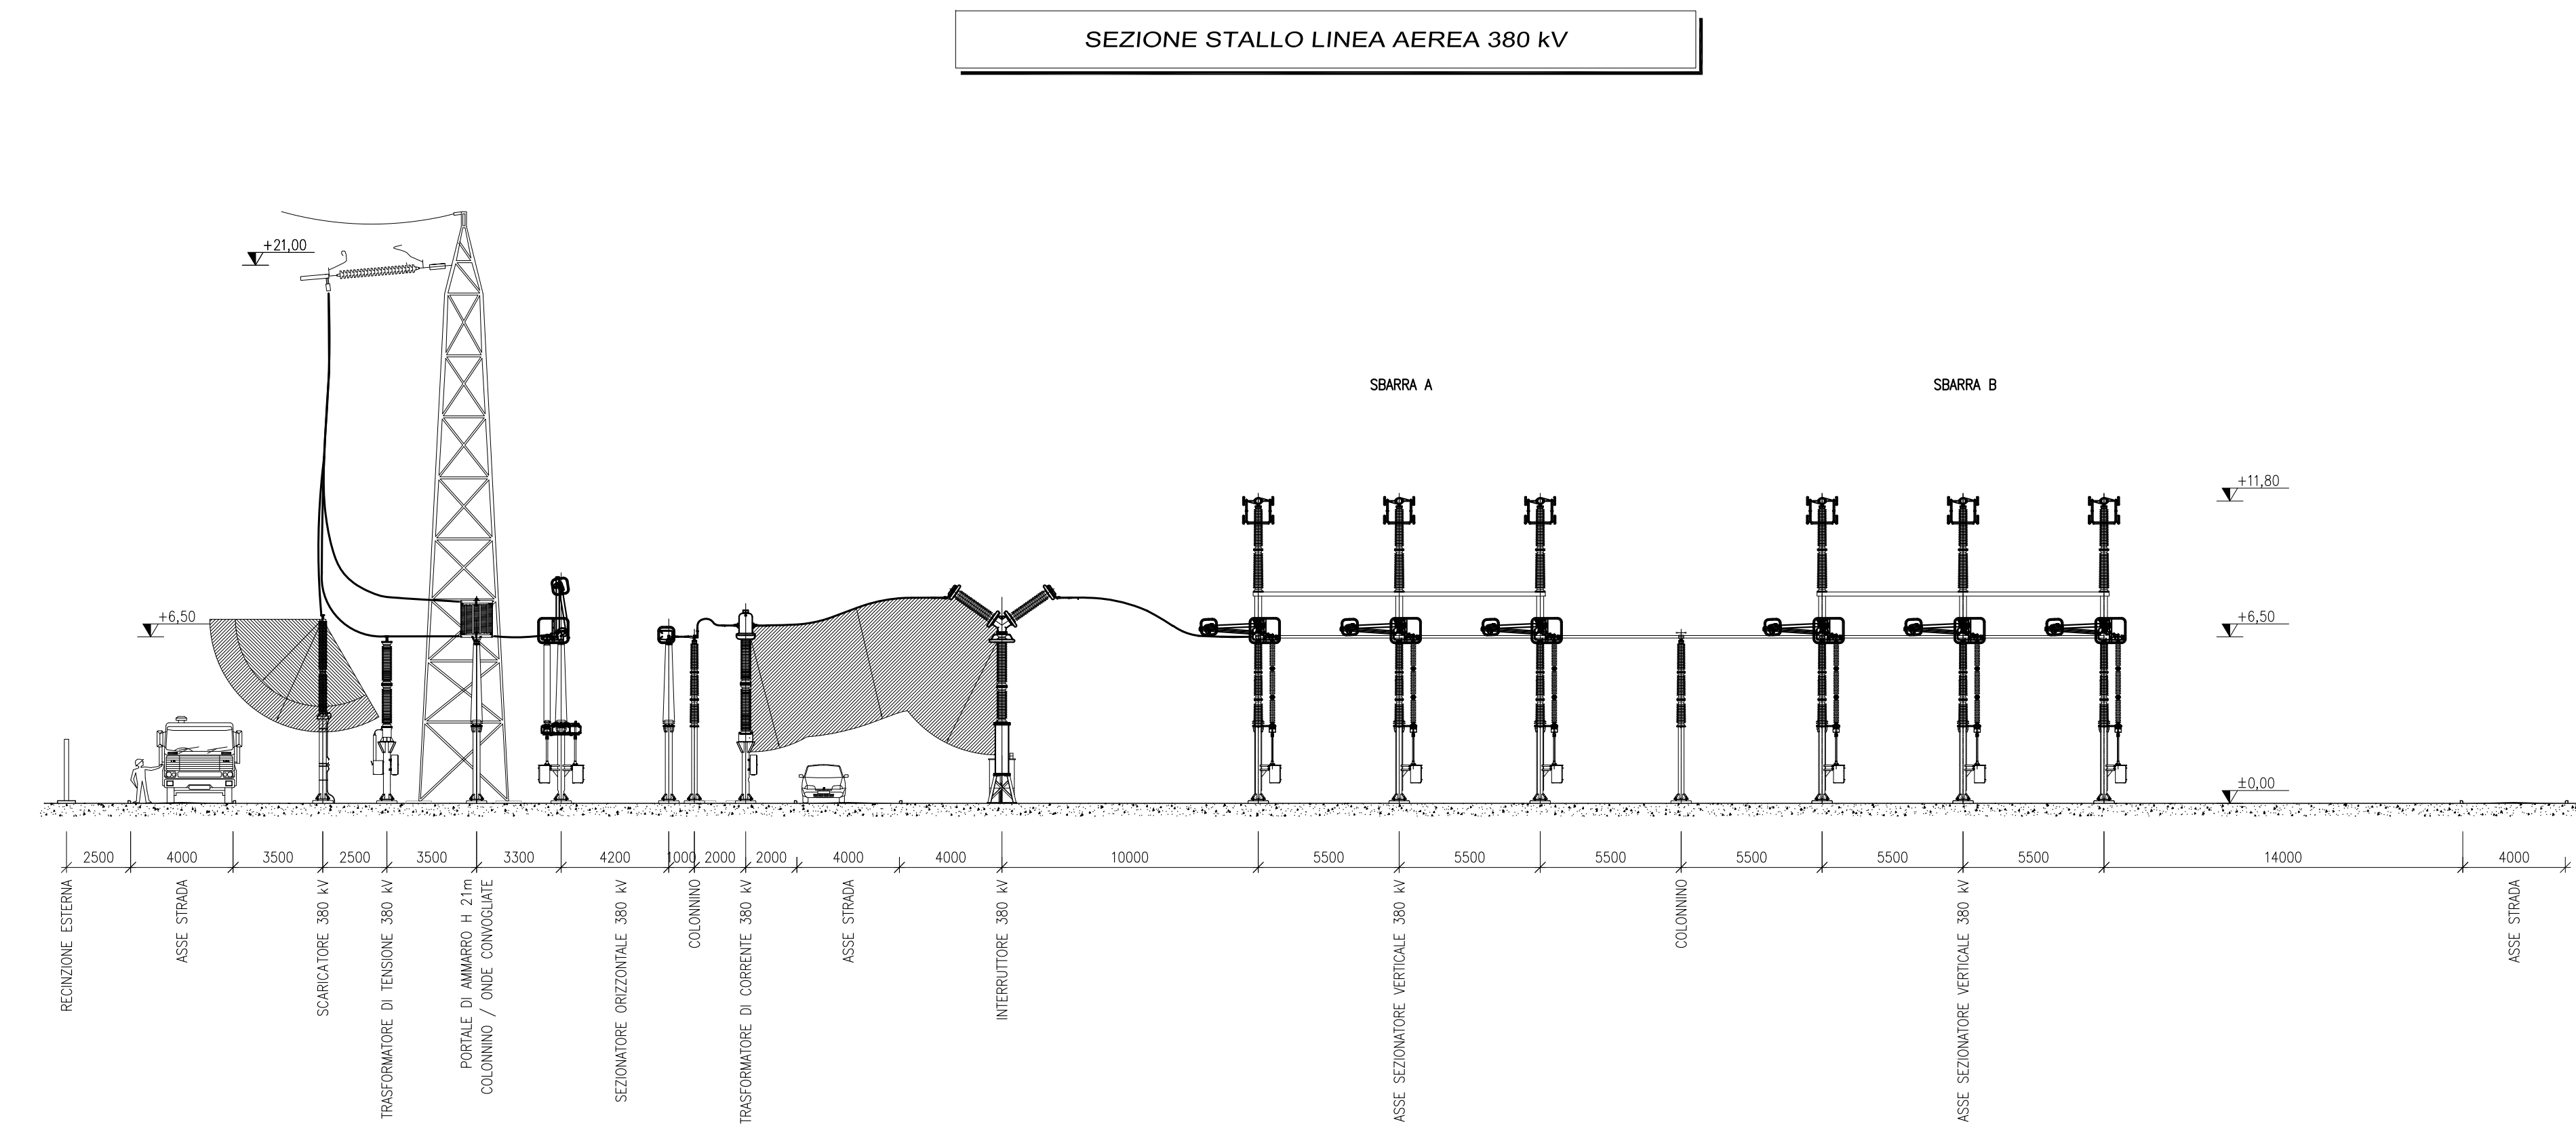 SEZIONE STALLO LINEA AEREA 380 kV
+21,00
SBARRA A
SBARRA B
+11,80
+6,50
+6,50
±0,00
2500
4000
3500
2500
3500
3300
4200
1000
2000
2000
4000
4000
10000
5500
5500
5500
5500
5500
5500
14000
4000
RECINZIONE ESTERNA
ASSE STRADA
SCARICATORE 380 kV
TRASFORMATORE DI TENSIONE 380 kV
PORTALE DI AMMARRO H 21m
COLONNINO / ONDE CONVOGLIATE
SEZIONATORE ORIZZONTALE 380 kV
COLONNINO
TRASFORMATORE DI CORRENTE 380 kV
ASSE STRADA
INTERRUTTORE 380 kV
ASSE SEZIONATORE VERTICALE 380 kV
COLONNINO
ASSE SEZIONATORE VERTICALE 380 kV
ASSE STRADA